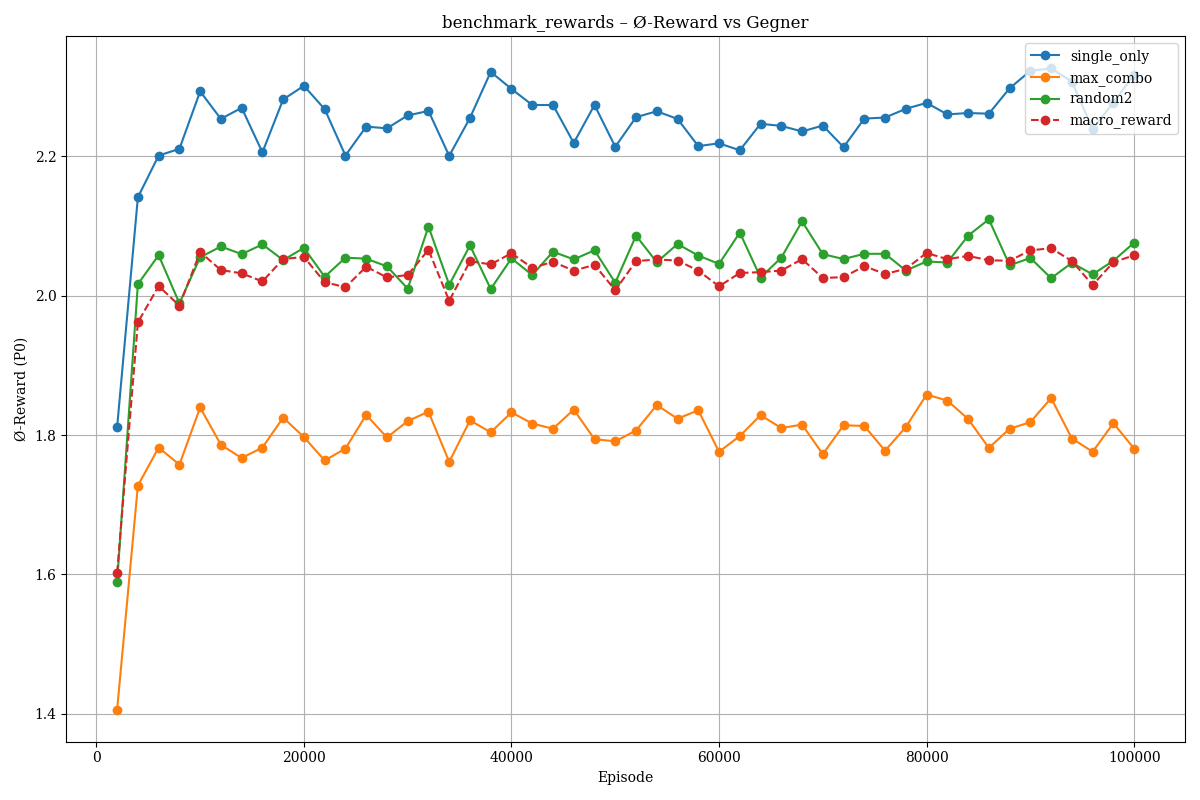 benchmark_rewards – Ø-Reward vs Gegner
single_only
max_combo
random2
macro_reward
Ø-Reward (P0)
2.2
2.0
1.8
1.6
1.4
0
20000
40000
60000
80000
100000
Episode